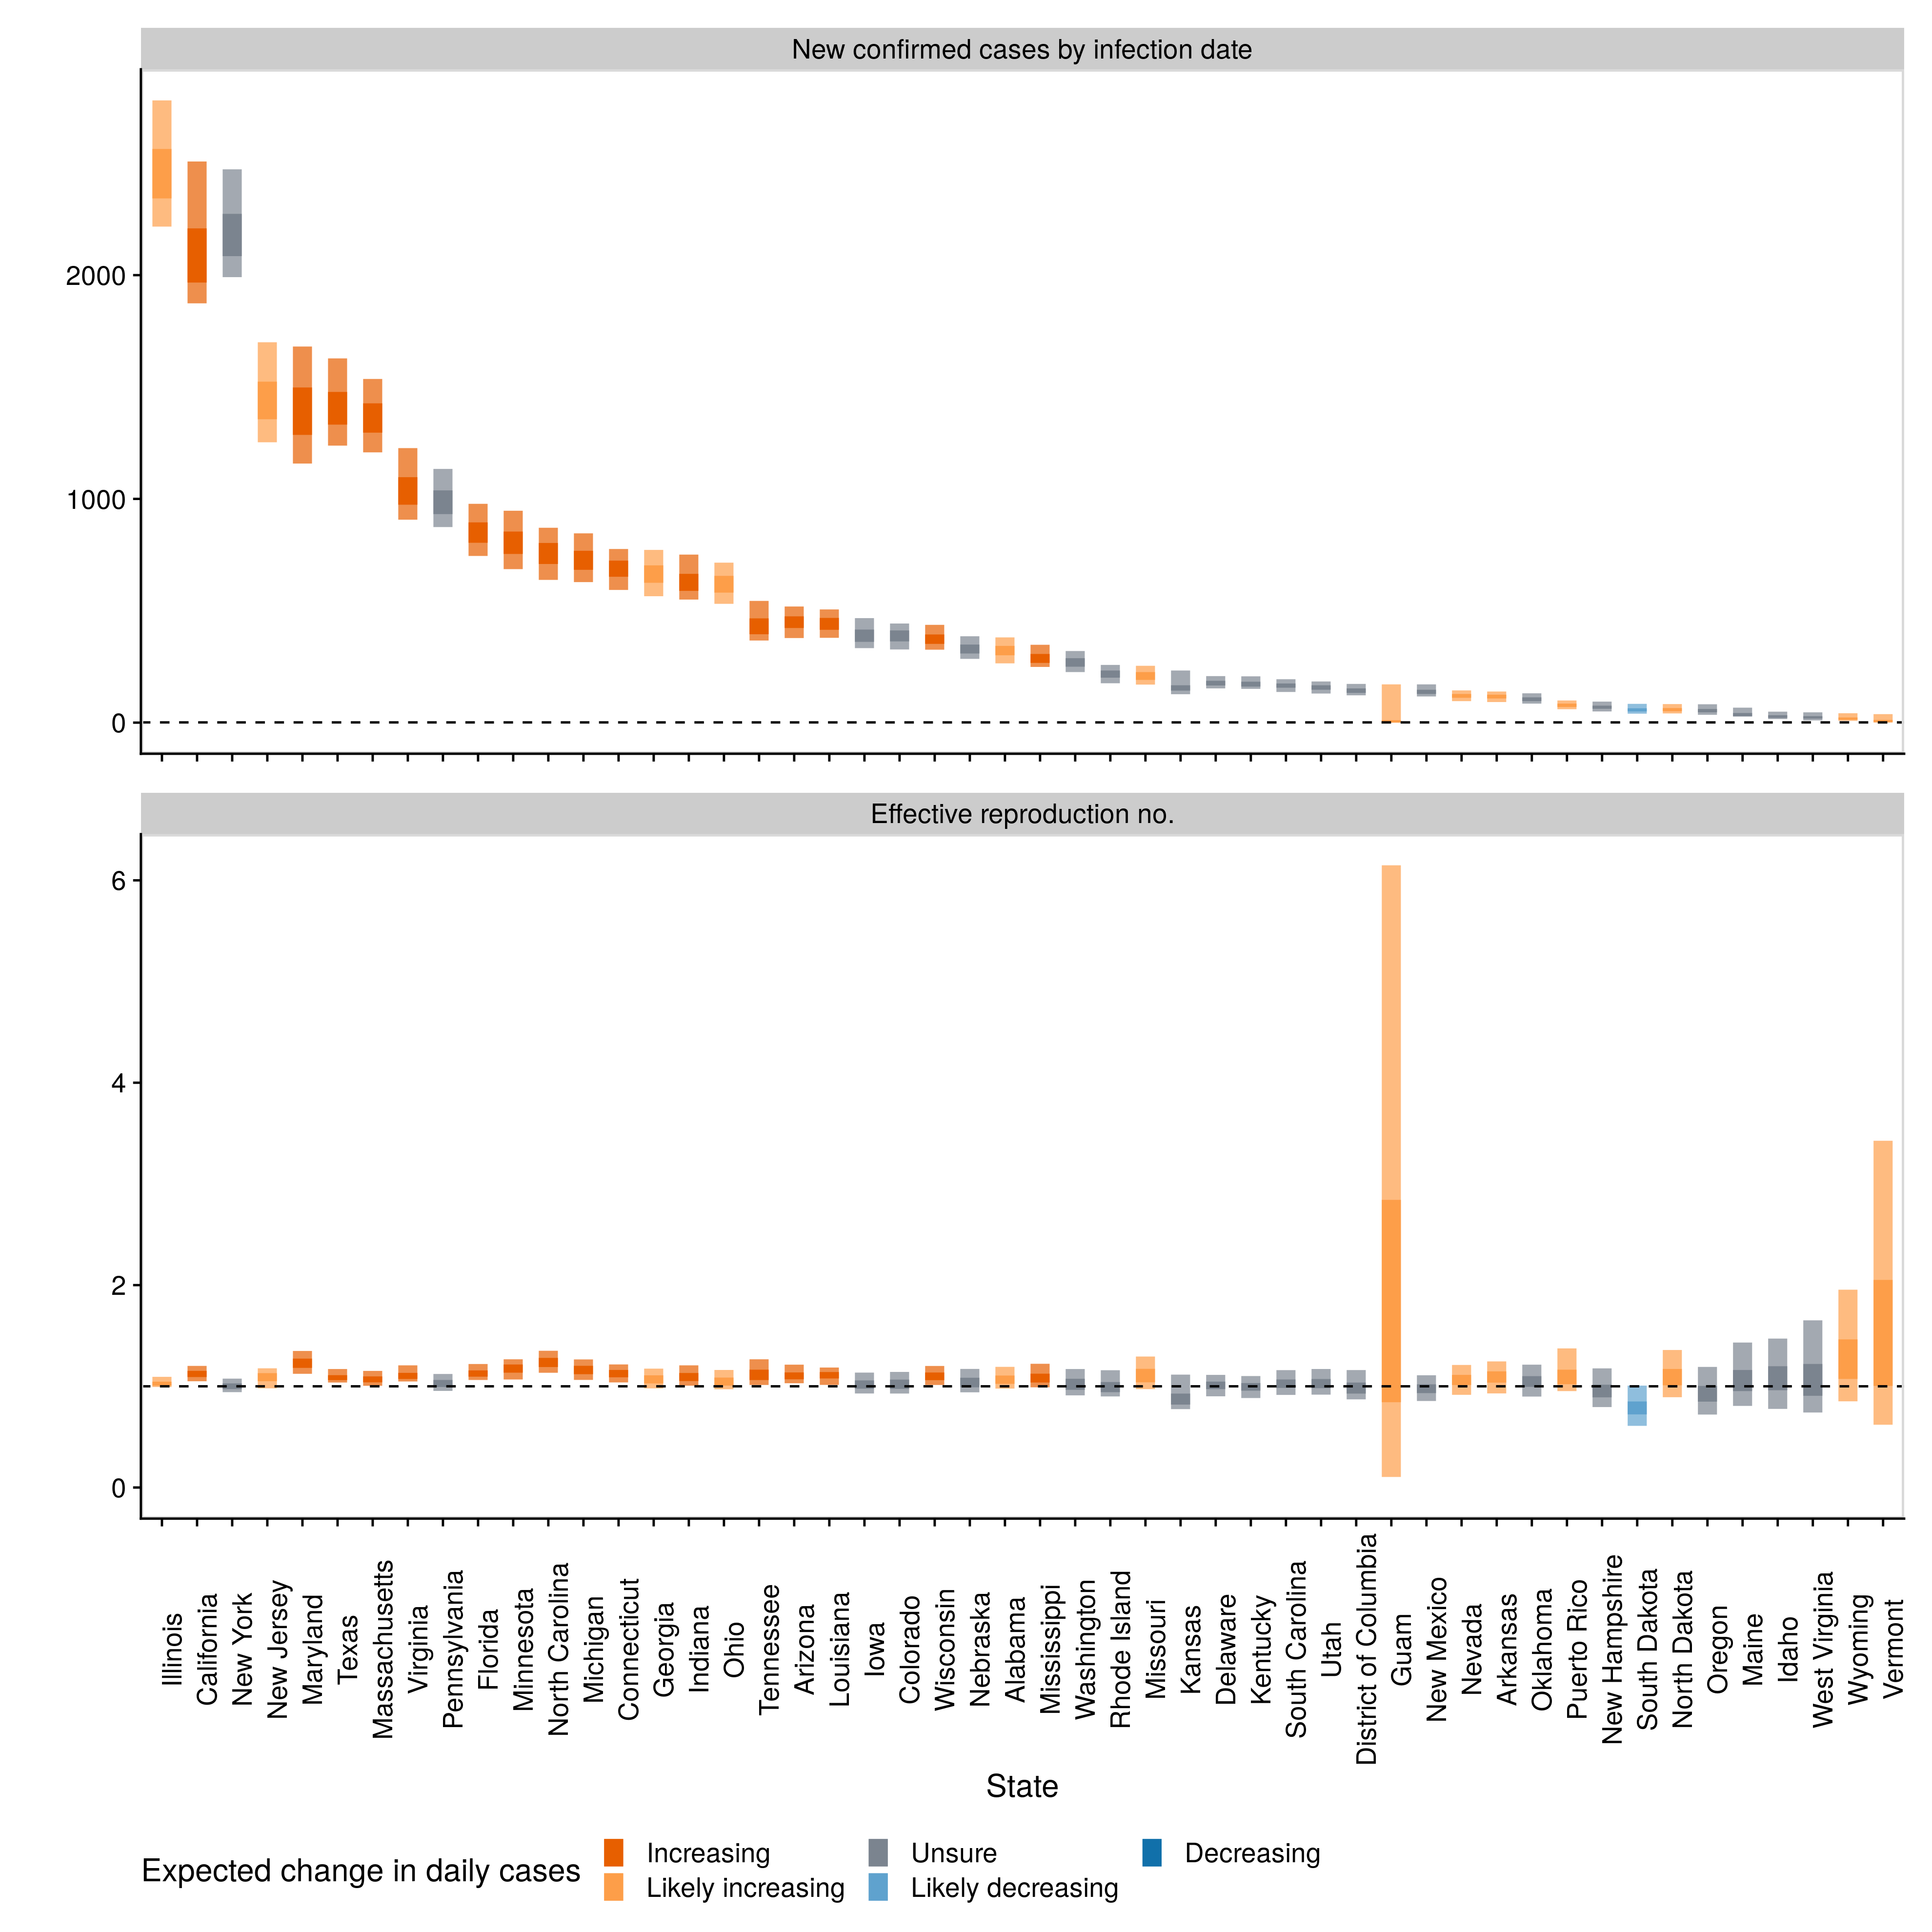 New confirmed cases by infection date
2000
1000
0
Effective reproduction no.
6
4
2
0
Illinois
California
New York
New Jersey
Maryland
Texas
Massachusetts
Virginia
Pennsylvania
Florida
Minnesota
North Carolina
Michigan
Connecticut
Georgia
Indiana
Ohio
Tennessee
Arizona
Louisiana
Iowa
Colorado
Wisconsin
Nebraska
Alabama
Mississippi
Washington
Rhode Island
Missouri
Kansas
Delaware
Kentucky
South Carolina
Utah
District of Columbia
Guam
New Mexico
Nevada
Arkansas
Oklahoma
Puerto Rico
New Hampshire
South Dakota
North Dakota
Oregon
Maine
Idaho
West Virginia
Wyoming
Vermont
State
Expected change in daily cases
Increasing
Likely increasing
Unsure
Likely decreasing
Decreasing